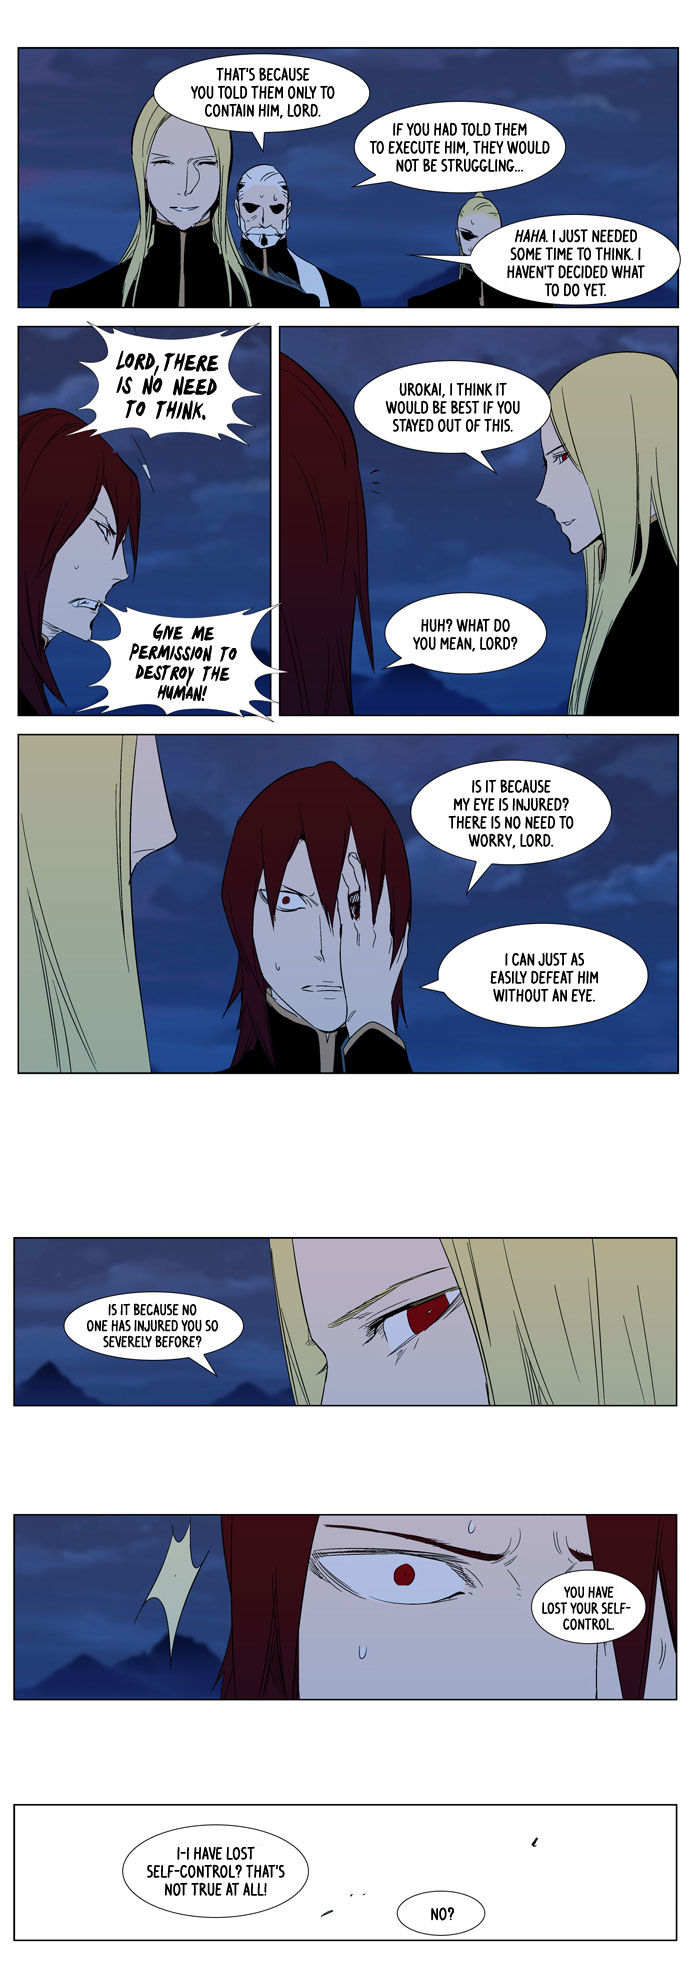 THAT'S BECAUSE
YOU TOLD THEM ONLY TO
CONTAIN HIM, LORD.
IF YOU HAD TOLD THEM
TO EXECUTE HIM, THEY WOULD
NOT BE STRUGGLING...
HAHA. I JUST NEEDED
SOME TIME TO THINK. I
HAVEN'T DECIDED WHAT
TO DO YET.
LORD, THERE
IS NO NEED
TO THINK.
GIVE ME
PERMISSION TO
DESTROY THE
HUMAN!
UROKAI, I THINK IT
WOULD BE BEST IF YOU
STAYED OUT OF THIS.
HUH? WHAT DO
YOU MEAN, LORD?
IS IT BECAUSE
MY EYE IS INJURED?
THERE IS NO NEED TO
WORRY, LORD.
I CAN JUST AS
EASILY DEFEAT HIM
WITHOUT AN EYE.
IS IT BECAUSE NO
ONE HAS INJURED YOU SO
SEVERELY BEFORE?
YOU HAVE
LOST YOUR SELF-
CONTROL.
I-I HAVE LOST
SELF-CONTROL? THAT'S
NOT TRUE AT ALL!
NO?